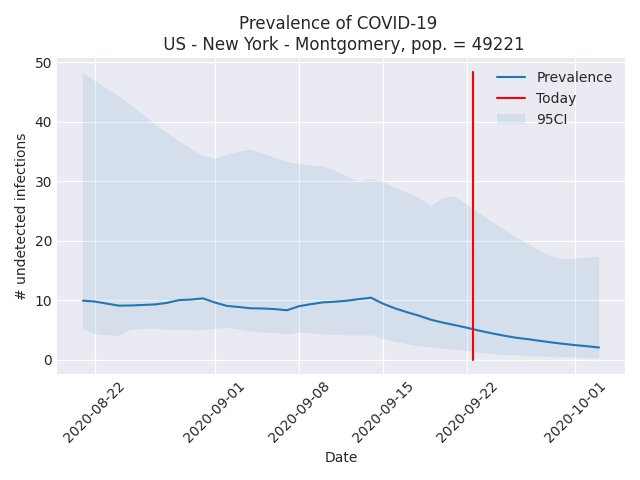 Prevalence of COVID-19
US - New York - Montgomery, pop. = 49221
# undetected infections
50
40
30
20
10
0
Prevalence
Today
95CI
2020-08-22
2020-09-01
2020-09-08
2020-09-15
2020-09-22
2020-10-01
Date